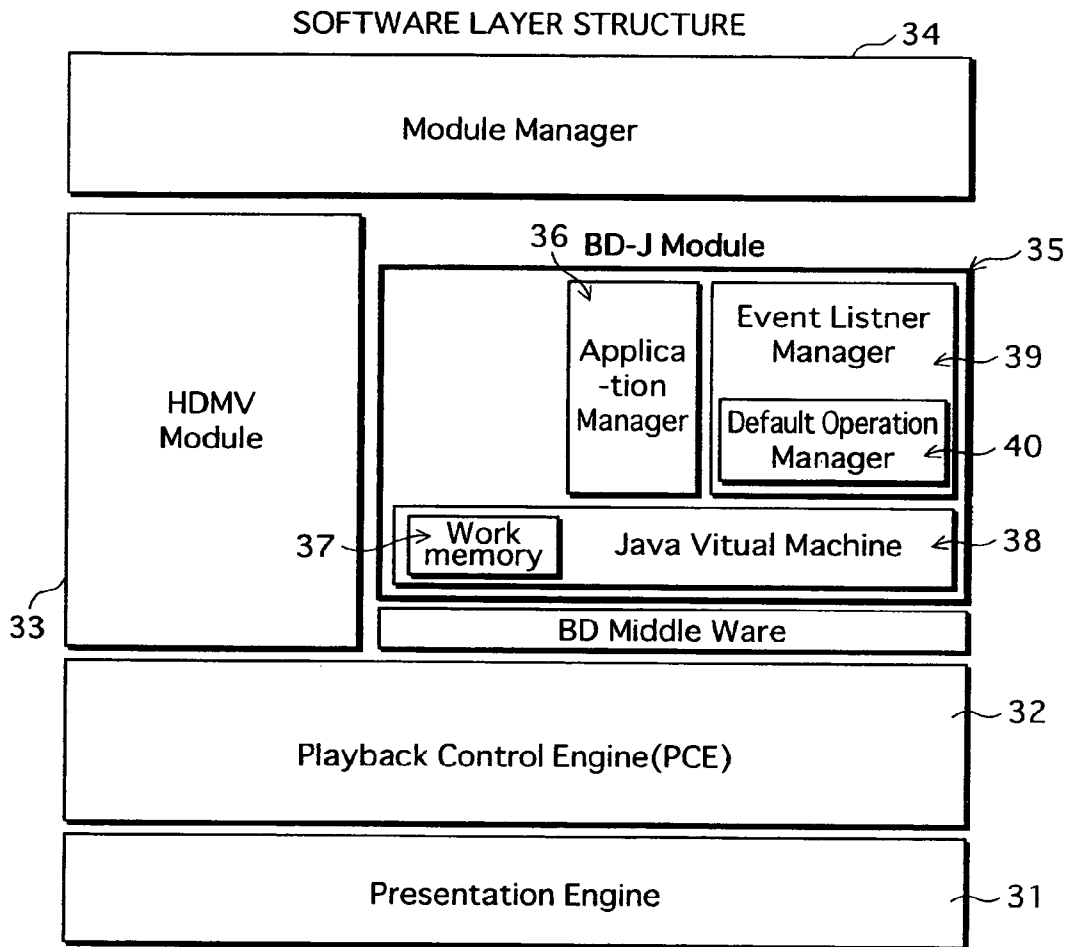 SOFTWARE LAYER STRUCTURE
34
Module Manager
36
BD-J Module
35
Applica
-tion
Manager
Event Listner
Manager
39
HDMV
Module
Default Operation
Manager
40
37
Work
memory
Java Vitual Machine
38
33
BD Middle Ware
32
Playback Control Engine(PCE)
Presentation Engine
31